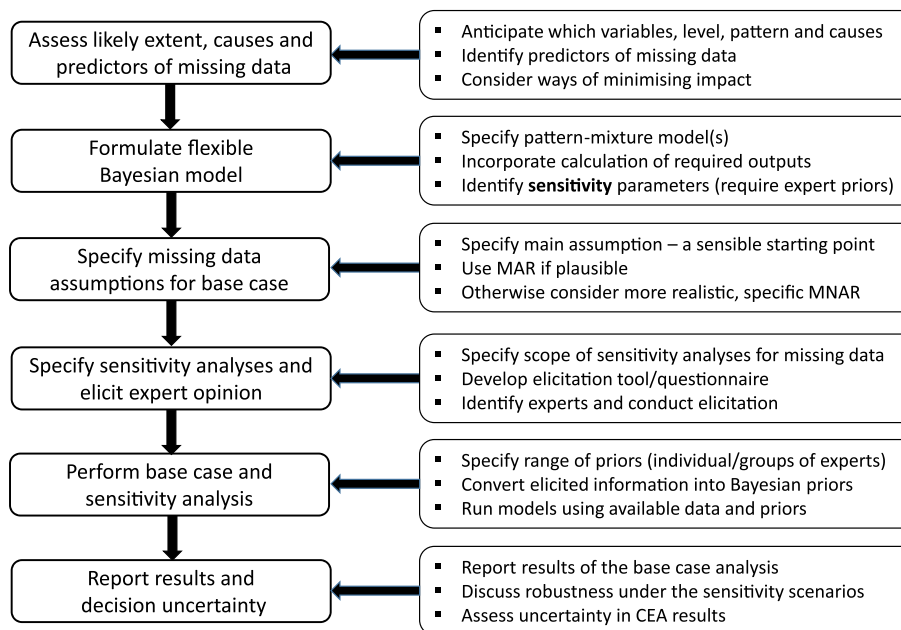 Assess likely extent, causes and
predictors of missing data
▪ Anticipate which variables, level, pattern and causes
▪ Identify predictors of missing data
▪ Consider ways of minimising impact
Formulate flexible
Bayesian model
▪ Specify pattern-mixture model(s)
▪ Incorporate calculation of required outputs
▪ Identify sensitivity parameters (require expert priors)
Specify missing data
assumptions for base case
▪ Specify main assumption – a sensible starting point
▪ Use MAR if plausible
▪ Otherwise consider more realistic, specific MNAR
Specify sensitivity analyses and
elicit expert opinion
▪ Specify scope of sensitivity analyses for missing data
▪ Develop elicitation tool/questionnaire
▪ Identify experts and conduct elicitation
Perform base case and
sensitivity analysis
▪ Specify range of priors (individual/groups of experts)
▪ Convert elicited information into Bayesian priors
▪ Run models using available data and priors
Report results and
decision uncertainty
▪ Report results of the base case analysis
▪ Discuss robustness under the sensitivity scenarios
▪ Assess uncertainty in CEA results